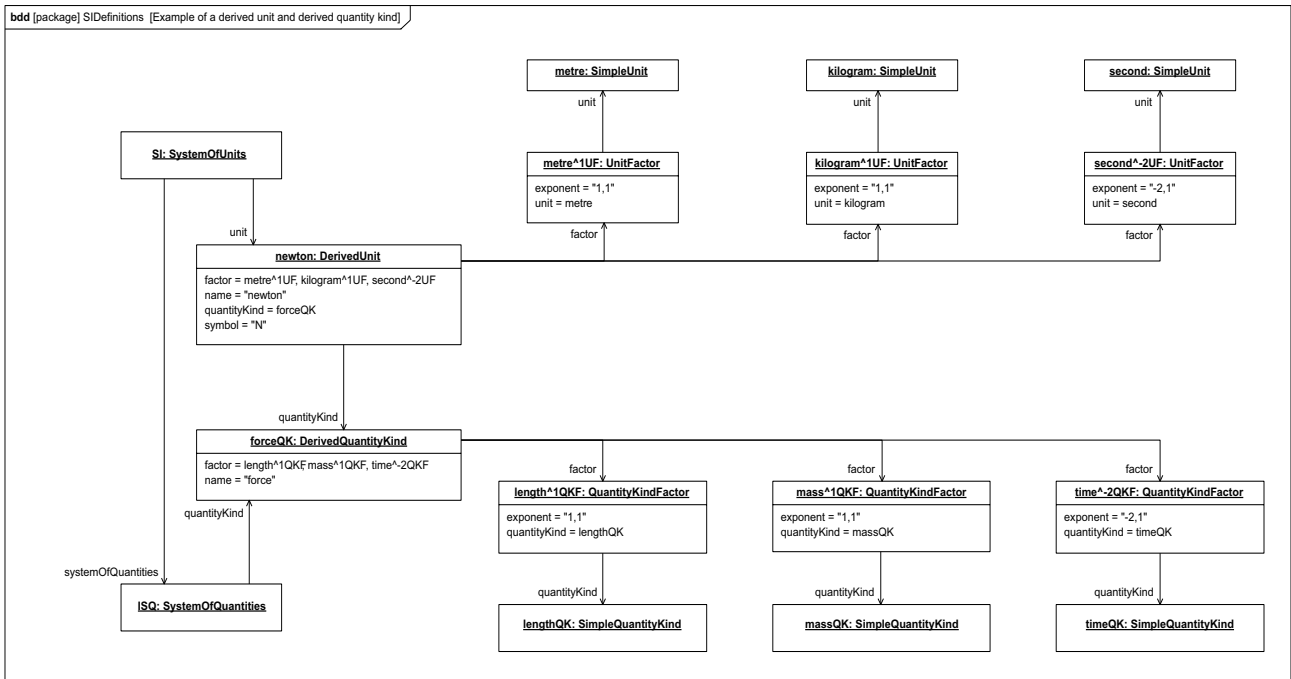 bdd [package] SIDefinitions [Example of a derived unit and derived quantity kind]
metre: SimpleUnit
kilogram: SimpleUnit
second: SimpleUnit
unit
unit
unit
SI: SystemOfUnits
metre^1UF: UnitFactor
exponent = "1,1"
unit = metre
kilogram^1UF: UnitFactor
exponent = "1,1"
unit = kilogram
second^-2UF: UnitFactor
exponent = "-2,1"
unit = second
unit
factor
factor
factor
newton: DerivedUnit
factor = metre^1UF, kilogram^1UF, second^-2UF
name = "newton"
quantityKind = forceQK
symbol = "N"
quantityKind
forceQK: DerivedQuantityKind
factor = length^1QKF, mass^1QKF, time^-2QKF
name = "force"
factor
factor
factor
length^1QKF: QuantityKindFactor
exponent = "1,1"
quantityKind = lengthQK
mass^1QKF: QuantityKindFactor
exponent = "1,1"
quantityKind = massQK
time^-2QKF: QuantityKindFactor
exponent = "-2,1"
quantityKind = timeQK
quantityKind
systemOfQuantities
ISQ: SystemOfQuantities
quantityKind
quantityKind
quantityKind
lengthQK: SimpleQuantityKind
massQK: SimpleQuantityKind
timeQK: SimpleQuantityKind